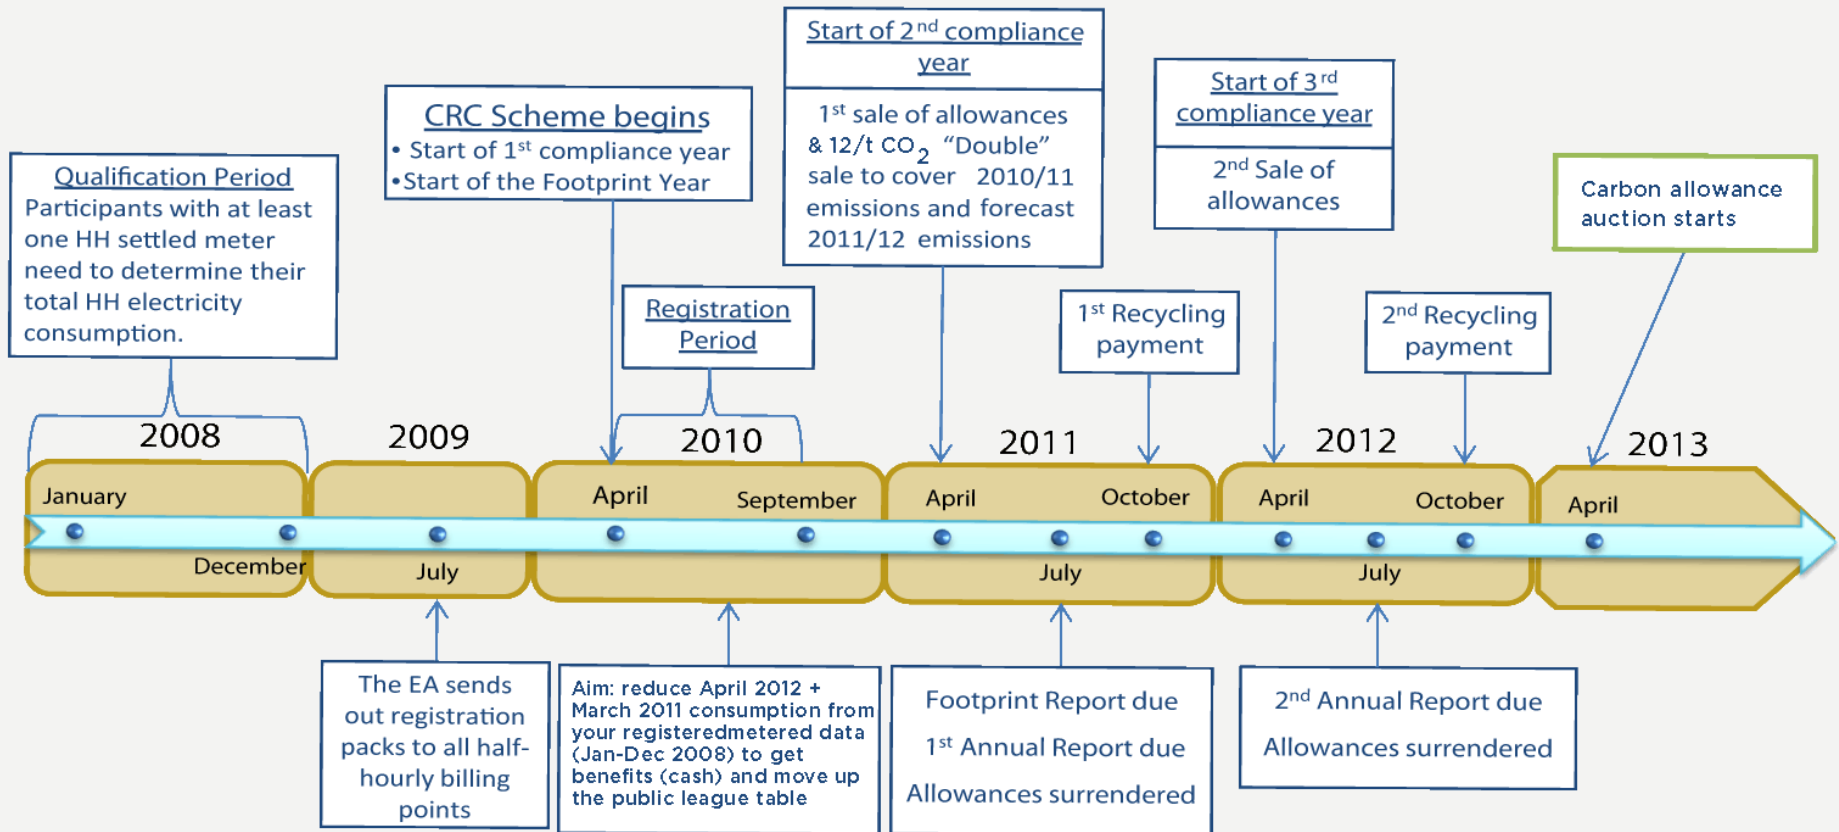 Qualification Period
Participants with at least
one HH settled meter
need to determine their
total HH electricity
consumption.
CRC Scheme begins
• Start of 1st compliance year
•Start of the Footprint Year
Registration
Period
Start of 2nd compliance
year
1st sale of allowances
& 12/t CO2 “Double”
sale to cover 2010/11
emissions and forecast
2011/12 emissions
1st Recycling
payment
Start of 3rd
compliance year
2nd Sale of
allowances
2nd Recycling
payment
Carbon allowance
auction starts
2008
2009
2010
2011
2012
2013
January
December
July
April
September
April
July
October
April
July
October
April
The EA sends
out registration
packs to all half-
hourly billing
points
Aim: reduce April 2012 +
March 2011 consumption from
your registeredmetered data
(Jan-Dec 2008) to get
benefits (cash) and move up
the public league table
Footprint Report due
1st Annual Report due
Allowances surrendered
2nd Annual Report due
Allowances surrendered